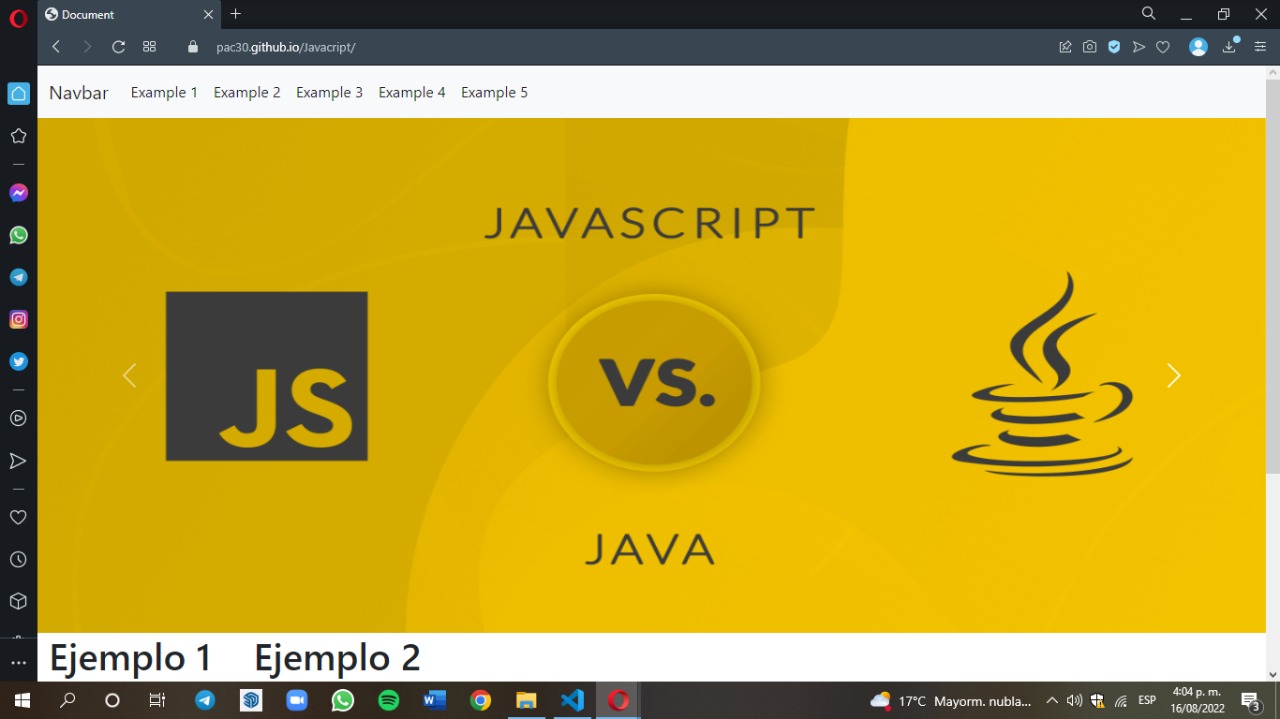 Document
pac30.github.io/Javacript/
Navbar Example 1 Example 2 Example 3 Example 4 Example 5
JAVASCRIPT
JS
VS.
JAVA
Ejemplo 1 Ejemplo 2
17°C Mayorm. nubla... ESP 4:04 p. m.
16/08/2022
3